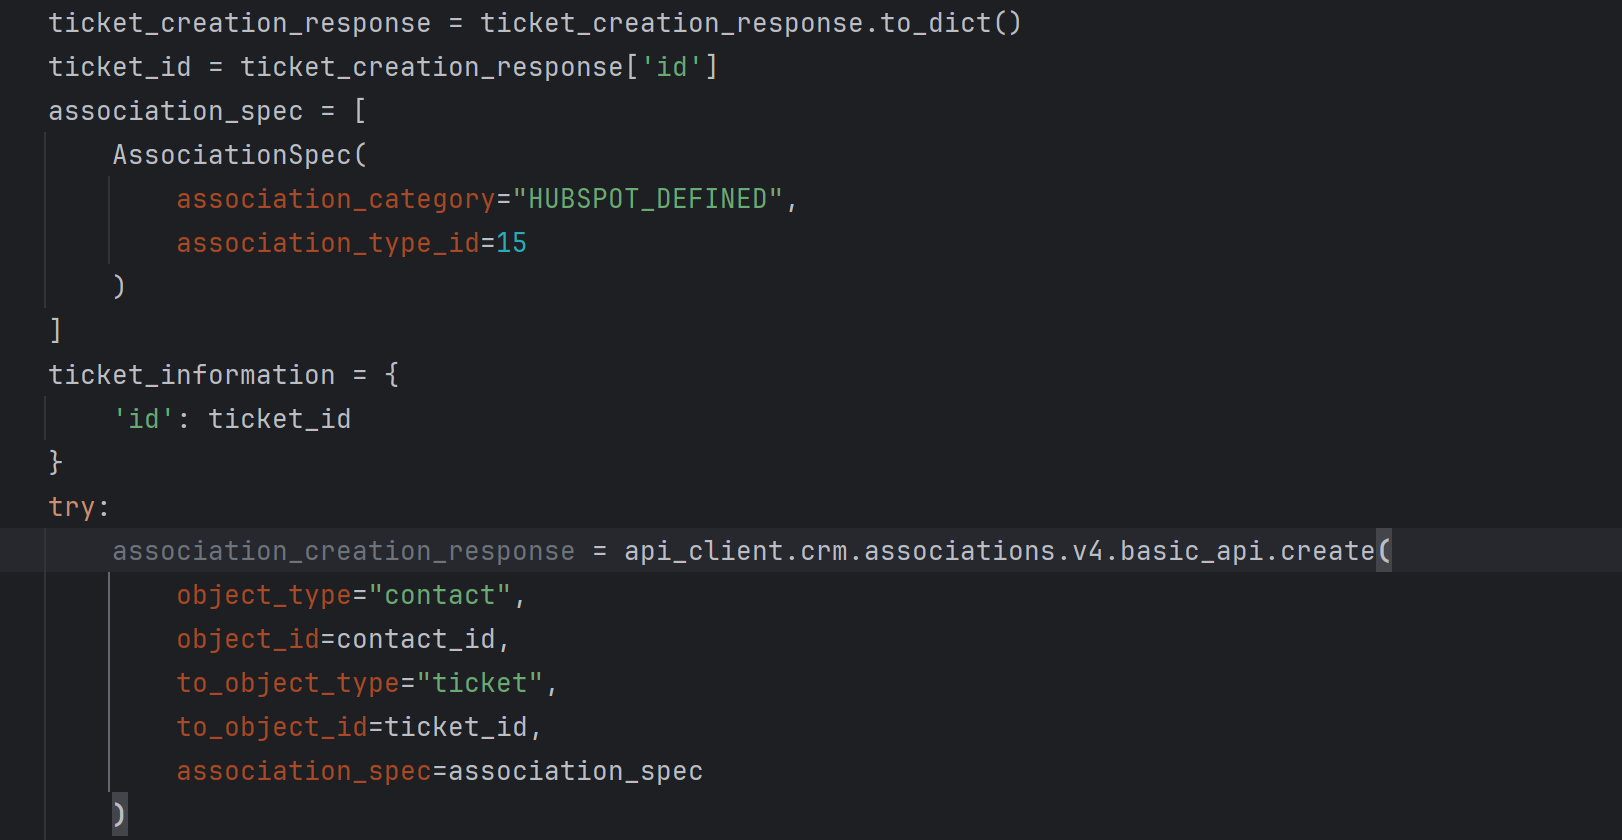 ticket_creation_response = ticket_creation_response.to_dict()
ticket_id = ticket_creation_response['id']
association_spec = [
    AssociationSpec(
        association_category="HUBSPOT_DEFINED",
        association_type_id=15
    )
]
ticket_information = {
    'id': ticket_id
}
try:
    association_creation_response = api_client.crm.associations.v4.basic_api.create(
        object_type="contact",
        object_id=contact_id,
        to_object_type="ticket",
        to_object_id=ticket_id,
        association_spec=association_spec
    )